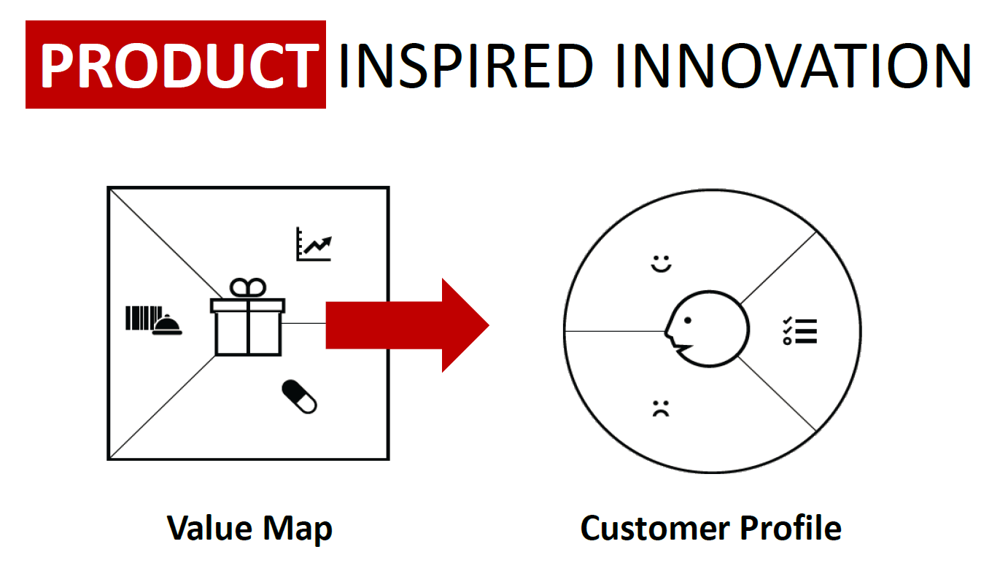 PRODUCT INSPIRED INNOVATION
Value Map
Customer Profile